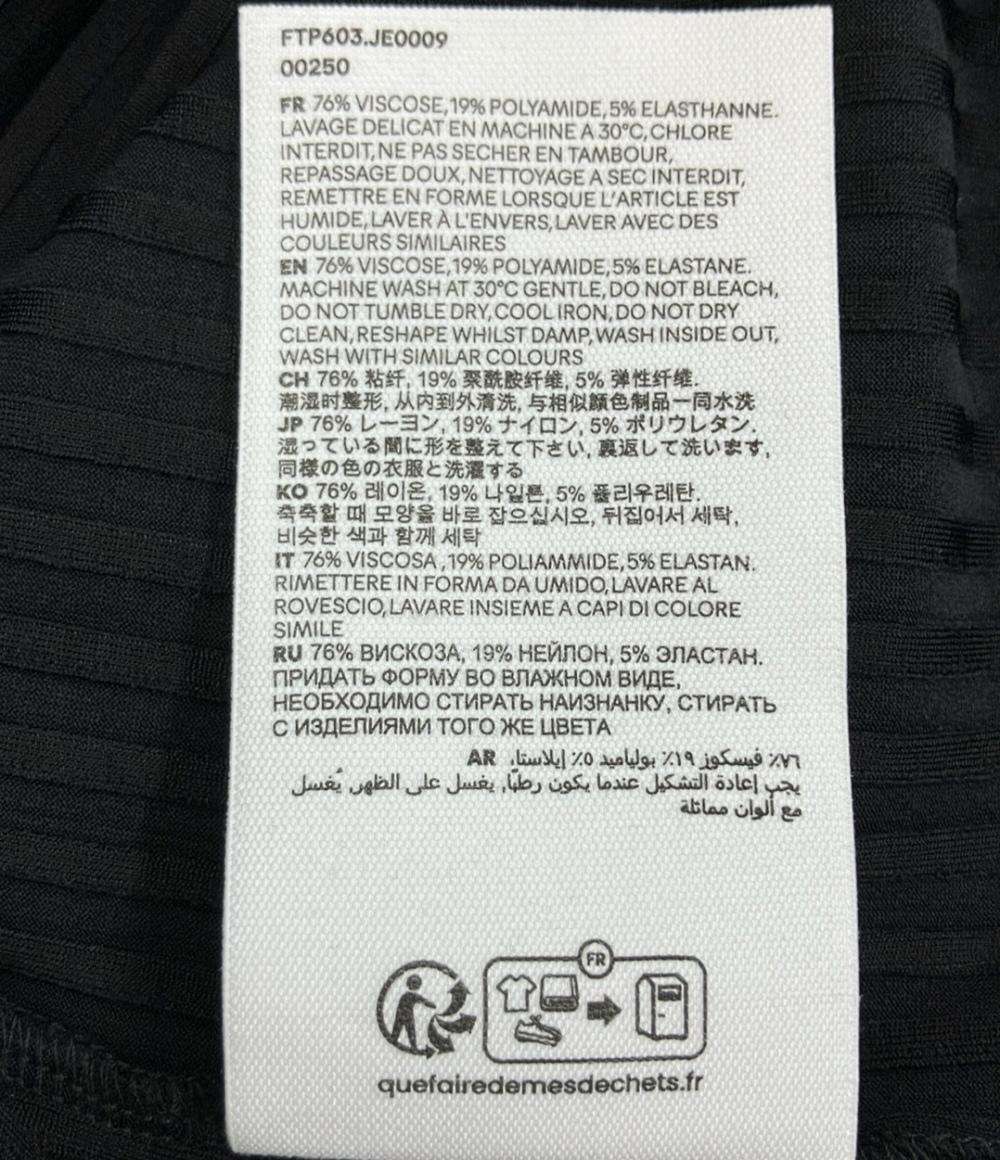 FTP603.JE0009
00250
FR 76% VISCOSE,19% POLYAMIDE,5% ELASTHANNE.
LAVAGE DELICAT EN MACHINE A 30°C,CHLORE
INTERDIT,NE PAS SECHER EN TAMBOUR,
REPASSAGE DOUX,NETTOYAGE A SEC INTERDIT,
REMETTRE EN FORME LORSQUE L'ARTICLE EST
HUMIDE,LAVER À L'ENVERS,LAVER AVEC DES
COULEURS SIMILAIRES
EN 76% VISCOSE,19% POLYAMIDE,5% ELASTANE.
MACHINE WASH AT 30°C GENTLE,DO NOT BLEACH,
DO NOT TUMBLE DRY,COOL IRON,DO NOT DRY
CLEAN,RESHAPE WHILST DAMP,WASH INSIDE OUT,
WASH WITH SIMILAR COLOURS
CH 76% 粘纤, 19% 聚酰胺纤维, 5% 弹性纤维.
潮湿时整形, 从内到外清洗, 与相似颜色制品一同水洗
JP 76% レーヨン, 19% ナイロン, 5% ポリウレタン.
湿っている間に形を整えて下さい, 裏返して洗います,
同様の色の衣服と洗濯する
KO 76% 레이온, 19% 나일론, 5% 폴리우레탄.
축축할 때 모양을 바로 잡으십시오, 뒤집어서 세탁,
비슷한 색과 함께 세탁
IT 76% VISCOSA ,19% POLIAMMIDE,5% ELASTAN.
RIMETTERE IN FORMA DA UMIDO,LAVARE AL
ROVESCIO,LAVARE INSIEME A CAPI DI COLORE
SIMILE
RU 76% ВИСКОЗА, 19% НЕЙЛОН, 5% ЭЛАСТАН.
ПРИДАТЬ ФОРМУ ВО ВЛАЖНОМ ВИДЕ,
НЕОБХОДИМО СТИРАТЬ НАИЗНАНКУ, СТИРАТЬ
С ИЗДЕЛИЯМИ ТОГО ЖЕ ЦВЕТА
٧٦٪ فيسكوز ١٩٪ بولياميد ٥٪ إيلاستا، AR
يجب إعادة التشكيل عندما يكون رطبًا, يغسل على الظهر, يُغسل
مع ألوان مماثلة
FR
quefairedemesdechets.fr